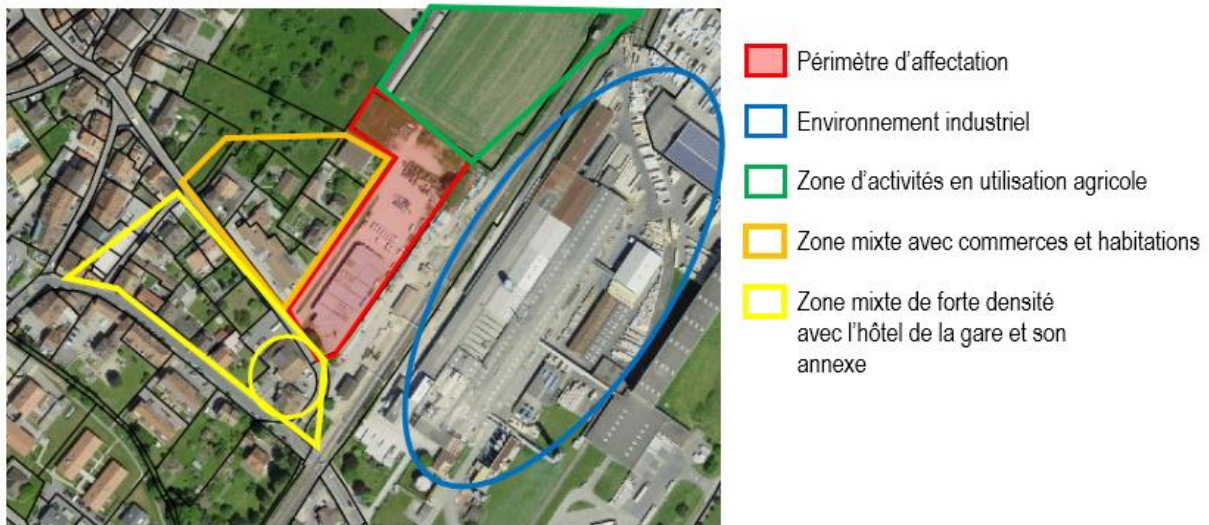 Périmètre d'affectation
Environnement industriel
Zone d'activités en utilisation agricole
Zone mixte avec commerces et habitations
Zone mixte de forte densité
avec l'hôtel de la gare et son
annexe